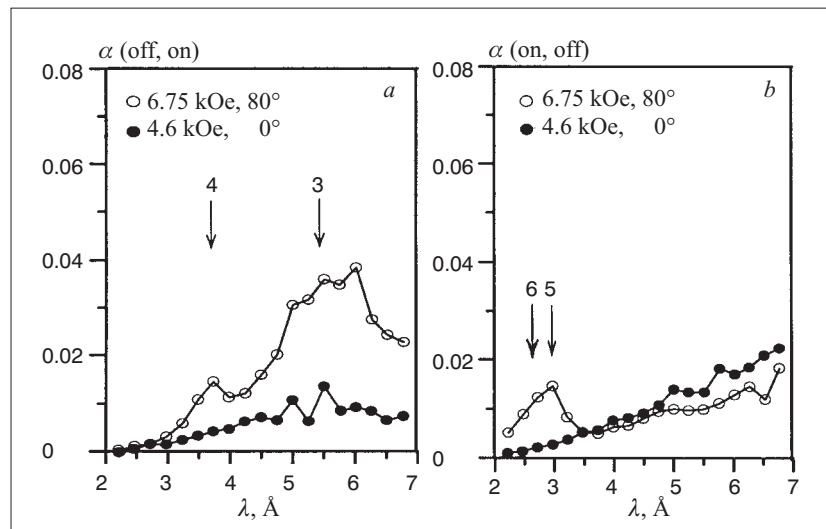 α (off, on)
0.08
0.06
0.04
0.02
0
a
6.75 kOe, 80°
4.6 kOe, 0°
4 3
2 3 4 5 6 7
λ, Å
α (on, off)
0.08
0.06
0.04
0.02
0
b
6.75 kOe, 80°
4.6 kOe, 0°
6 5
2 3 4 5 6 7
λ, Å